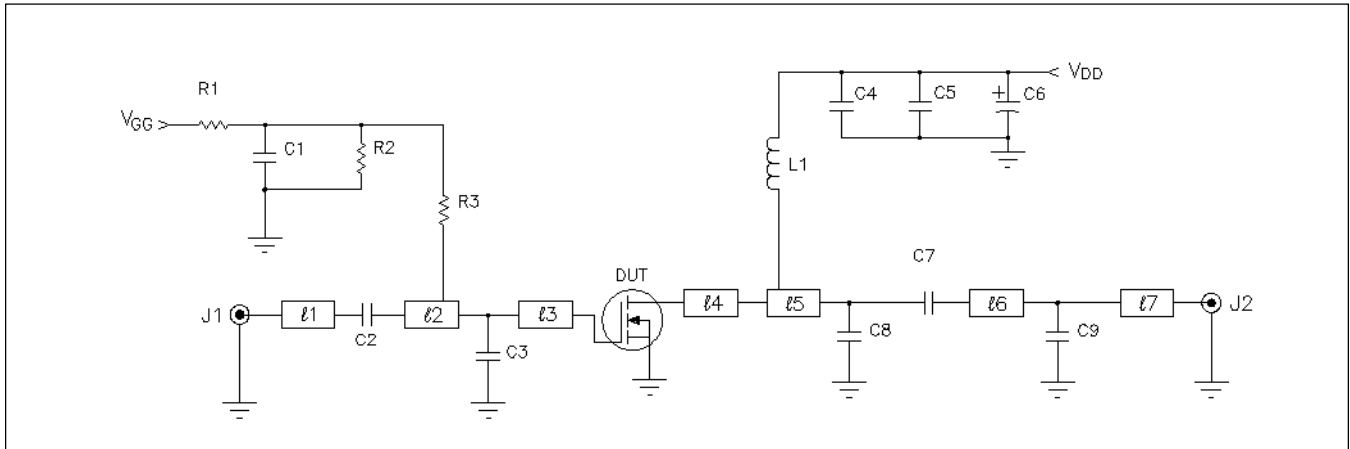 R1
VGG
C1
R2
R3
VDD
C4
C5
+
C6
L1
C7
DUT
J1
ℓ1
C2
ℓ2
C3
ℓ3
ℓ4
ℓ5
C8
ℓ6
C9
ℓ7
J2